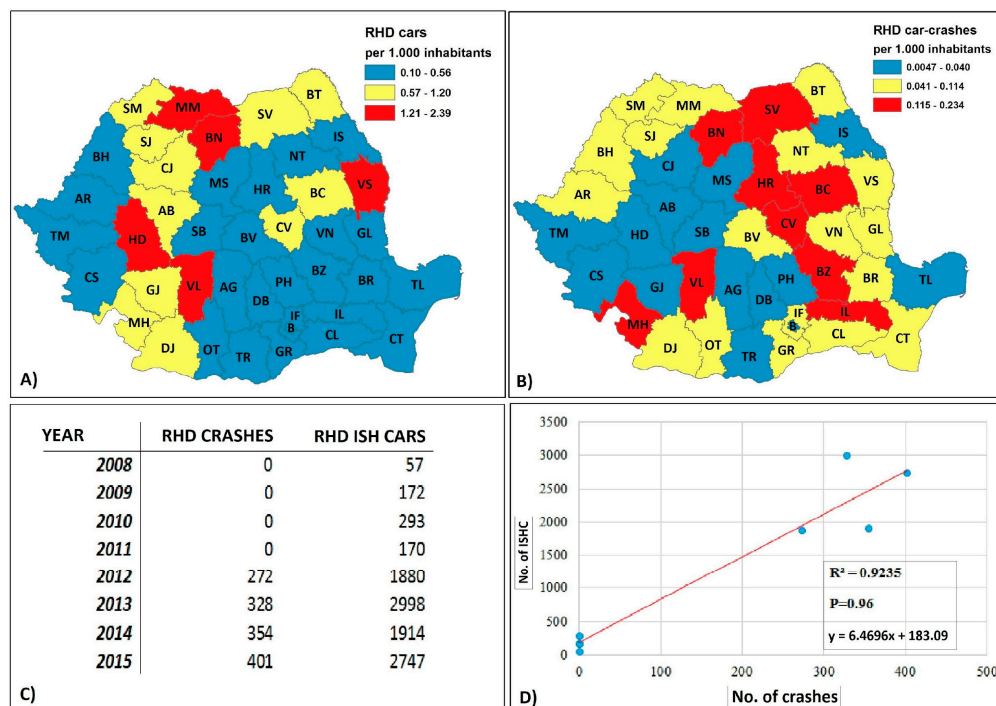 RHD cars
per 1.000 inhabitants
0.10 - 0.56
0.57 - 1.20
1.21 - 2.39
SM
MM
BT
SV
BN
SJ
IS
BH
CJ
NT
MS
HR
VS
BC
AR
AB
CV
HD
SB
BV
VN
GL
TM
CS
GJ
VL
AG
PH
BZ
BR
TL
DB
MH
IF
IL
B
DJ
OT
TR
GR
CL
CT
A)
RHD car-crashes
per 1.000 inhabitants
0.0047 - 0.040
0.041 - 0.114
0.115 - 0.234
SM
MM
SV
BT
BN
SJ
IS
BH
CJ
NT
MS
HR
BC
VS
AR
AB
CV
TM
HD
SB
BV
VN
GL
CS
GJ
VL
AG
PH
BZ
BR
TL
DB
MH
IF
IL
B
DJ
OT
TR
GR
CL
CT
B)
YEAR RHD CRASHES RHD ISH CARS
2008 0 57
2009 0 172
2010 0 293
2011 0 170
2012 272 1880
2013 328 2998
2014 354 1914
2015 401 2747
C)
3500
3000
2500
2000
1500
1000
500
0
No. of ISHC
R² = 0.9235
P=0.96
y = 6.4696x + 183.09
0 100 200 300 400 500
No. of crashes
D)